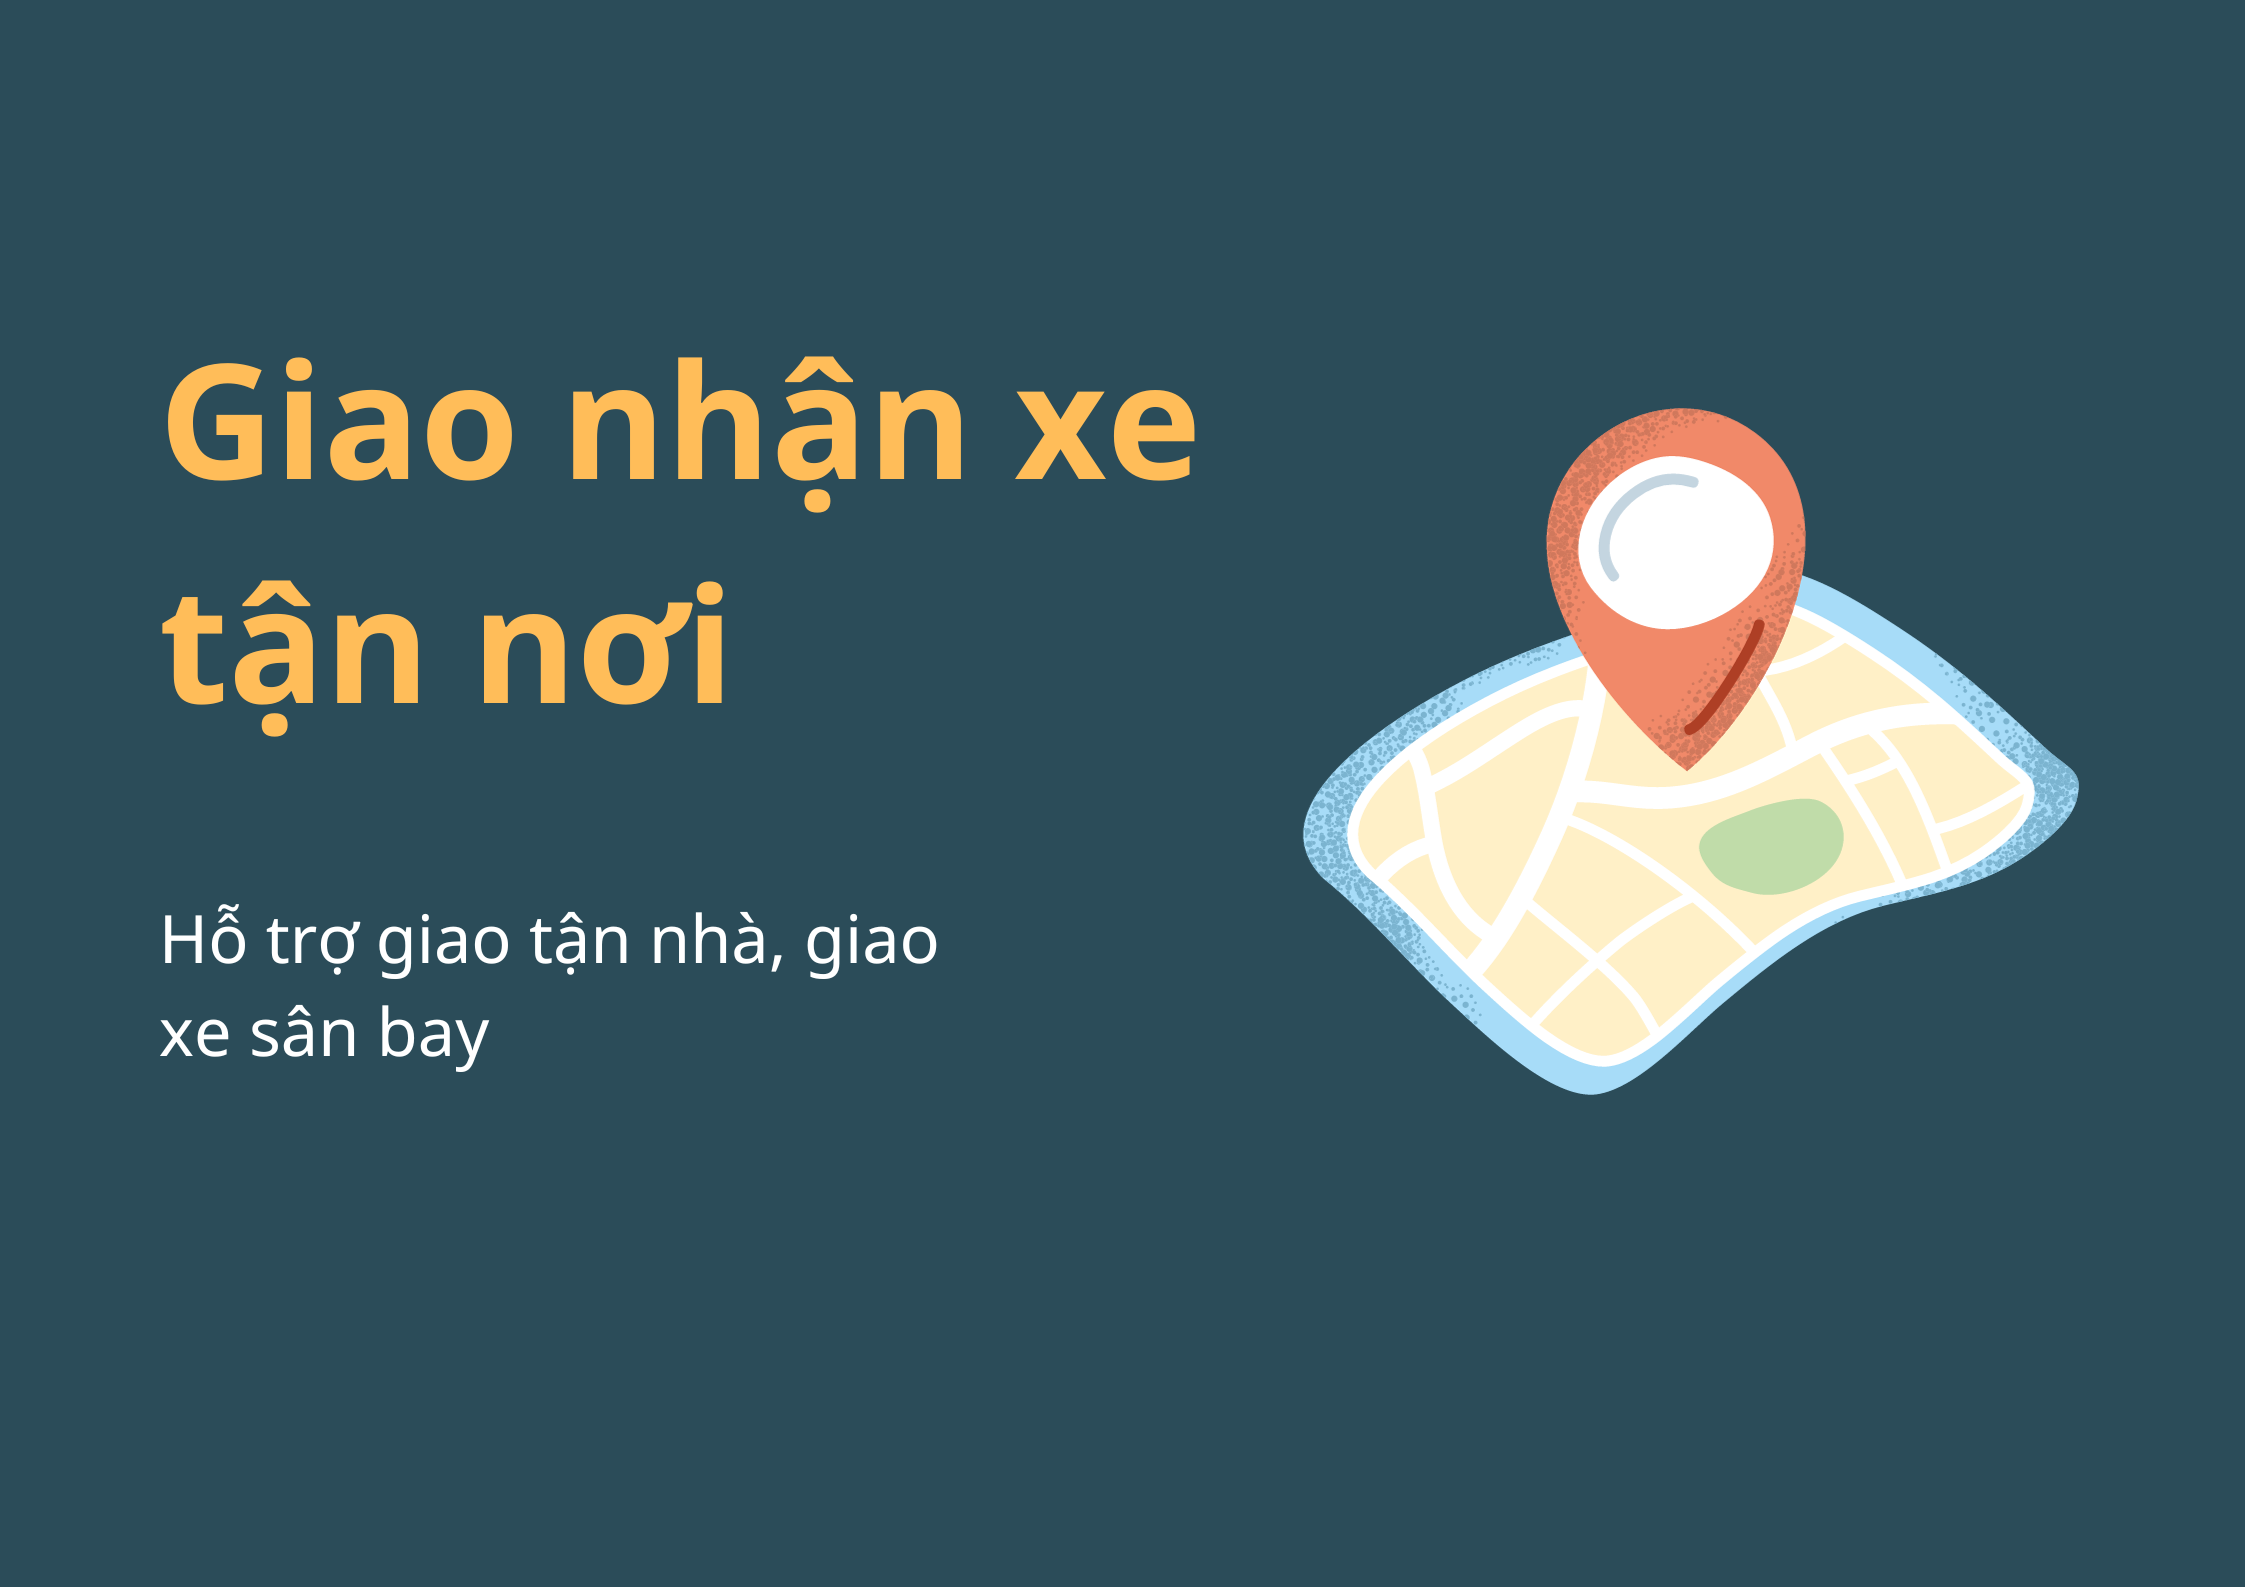 Giao nhận xe
tận nơi
Hỗ trợ giao tận nhà, giao
xe sân bay